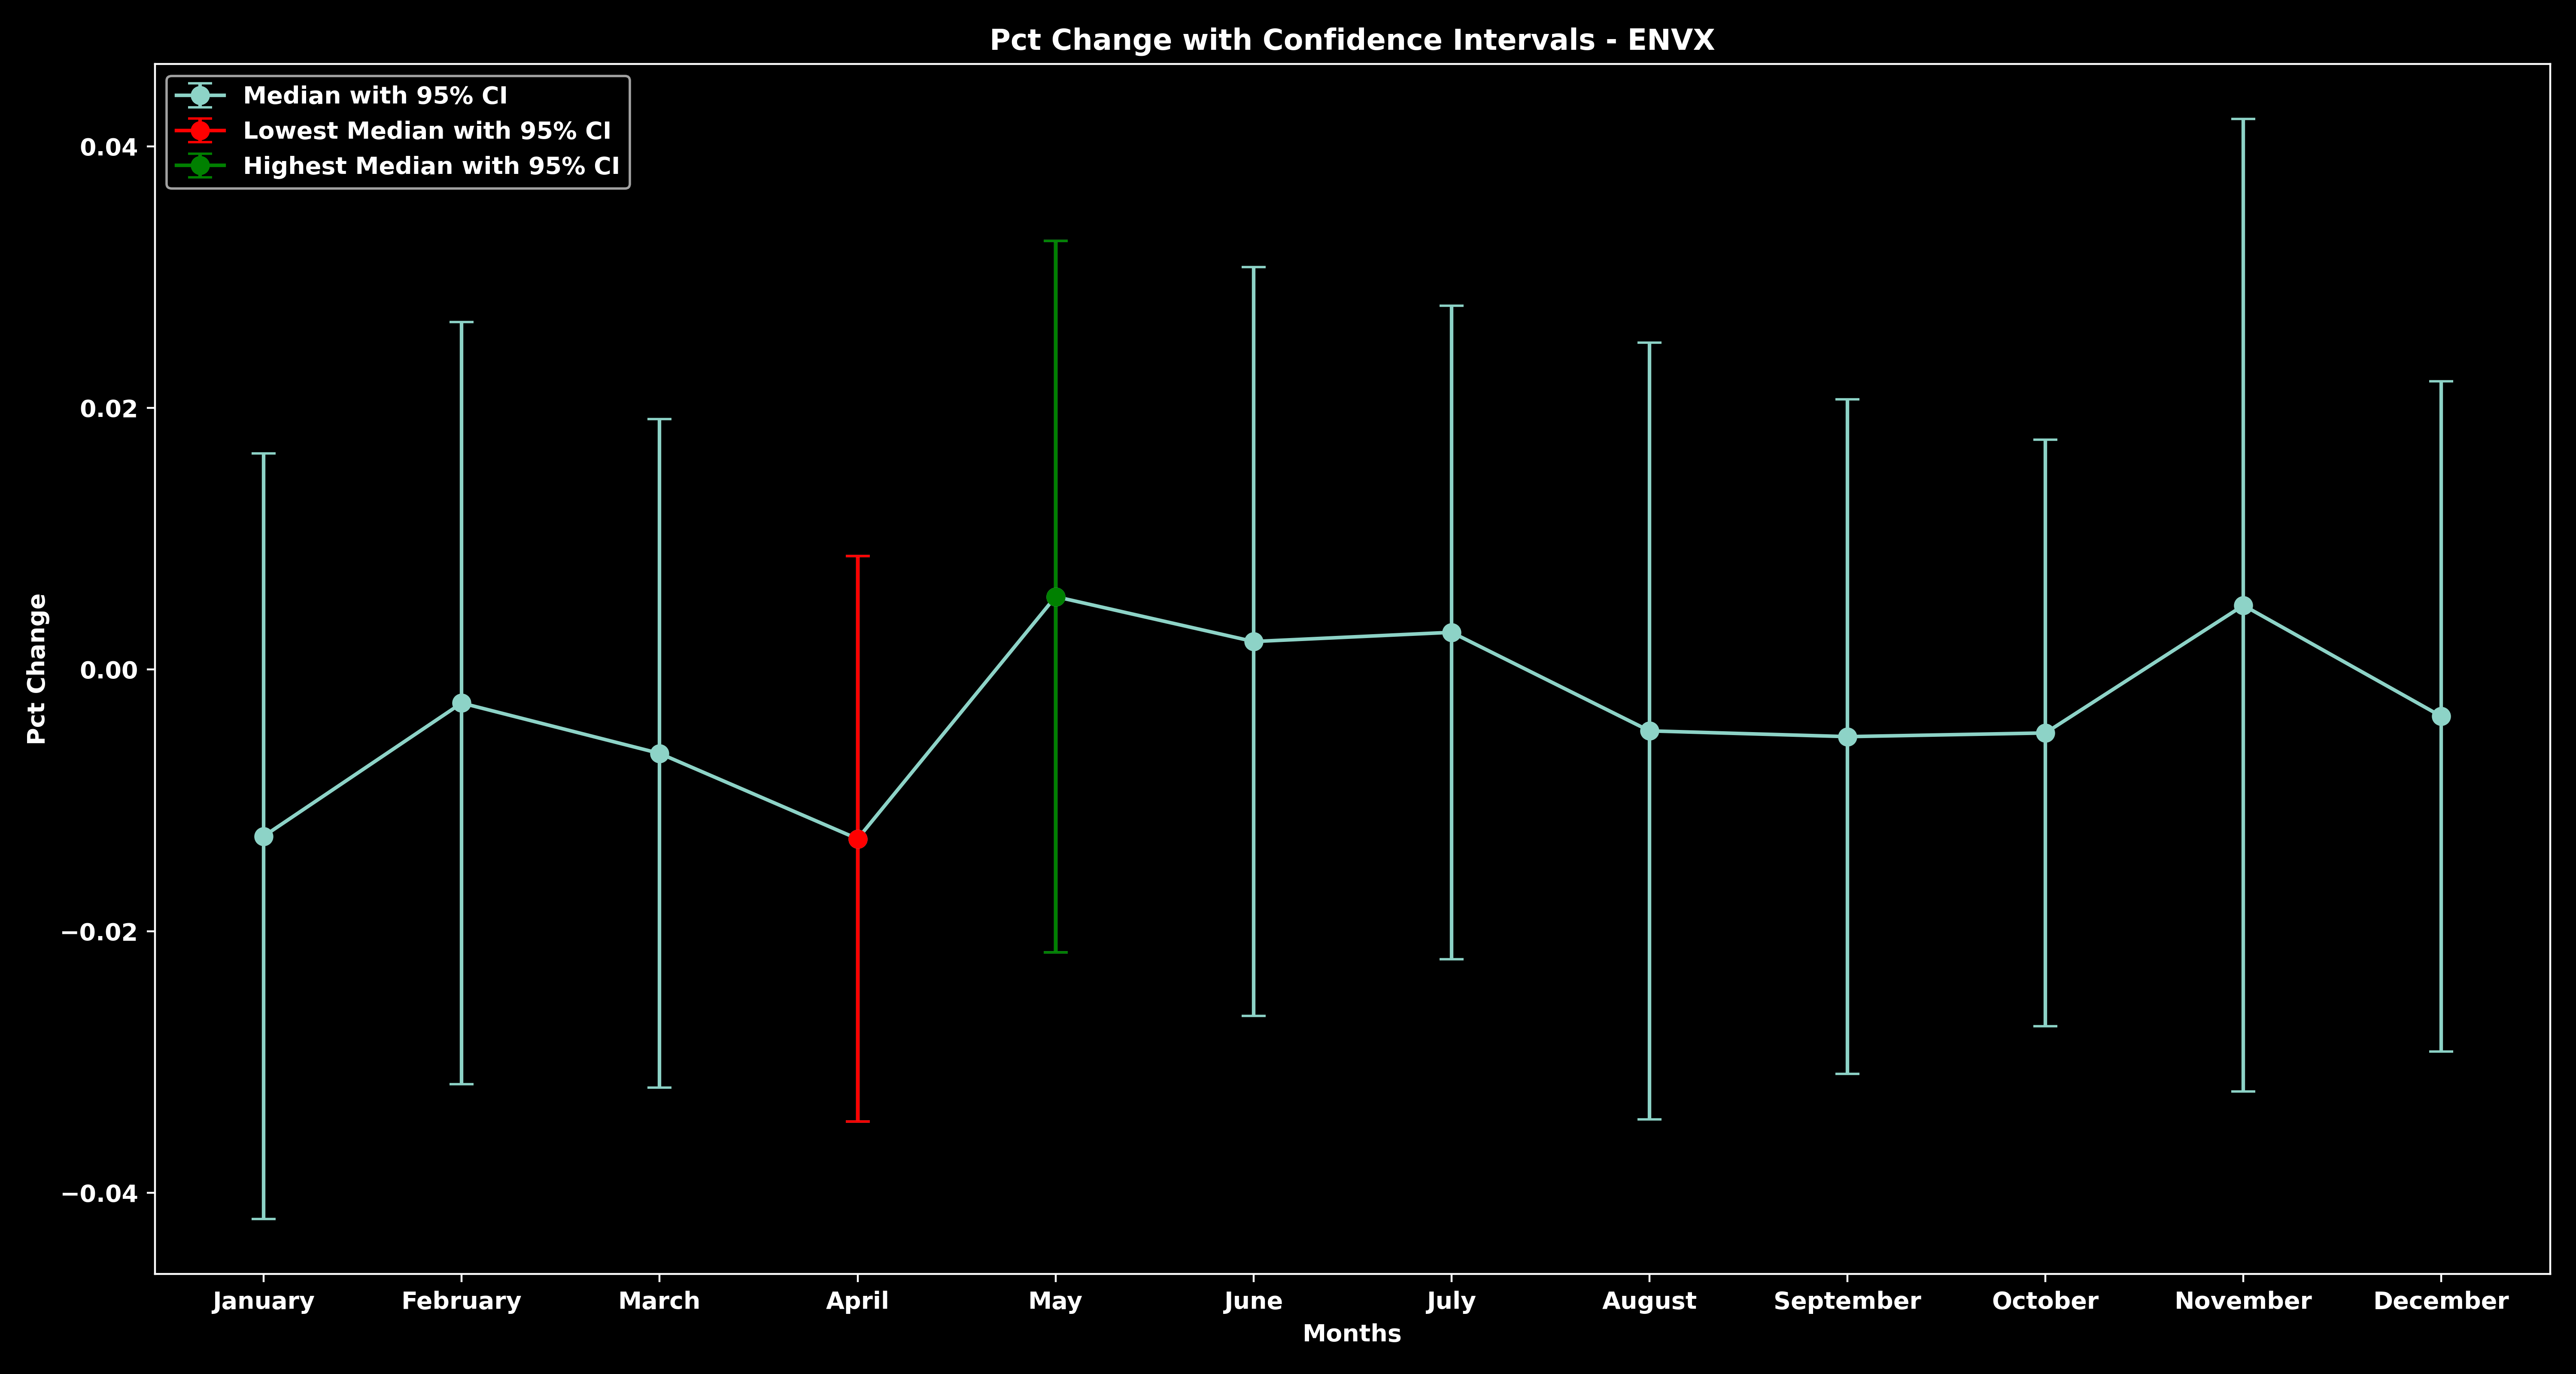 Pct Change with Confidence Intervals - ENVX
Median with 95% CI
Lowest Median with 95% CI
Highest Median with 95% CI
0.04
0.02
0.00
−0.02
−0.04
Pct Change
January February March April May June July August September October November December
Months